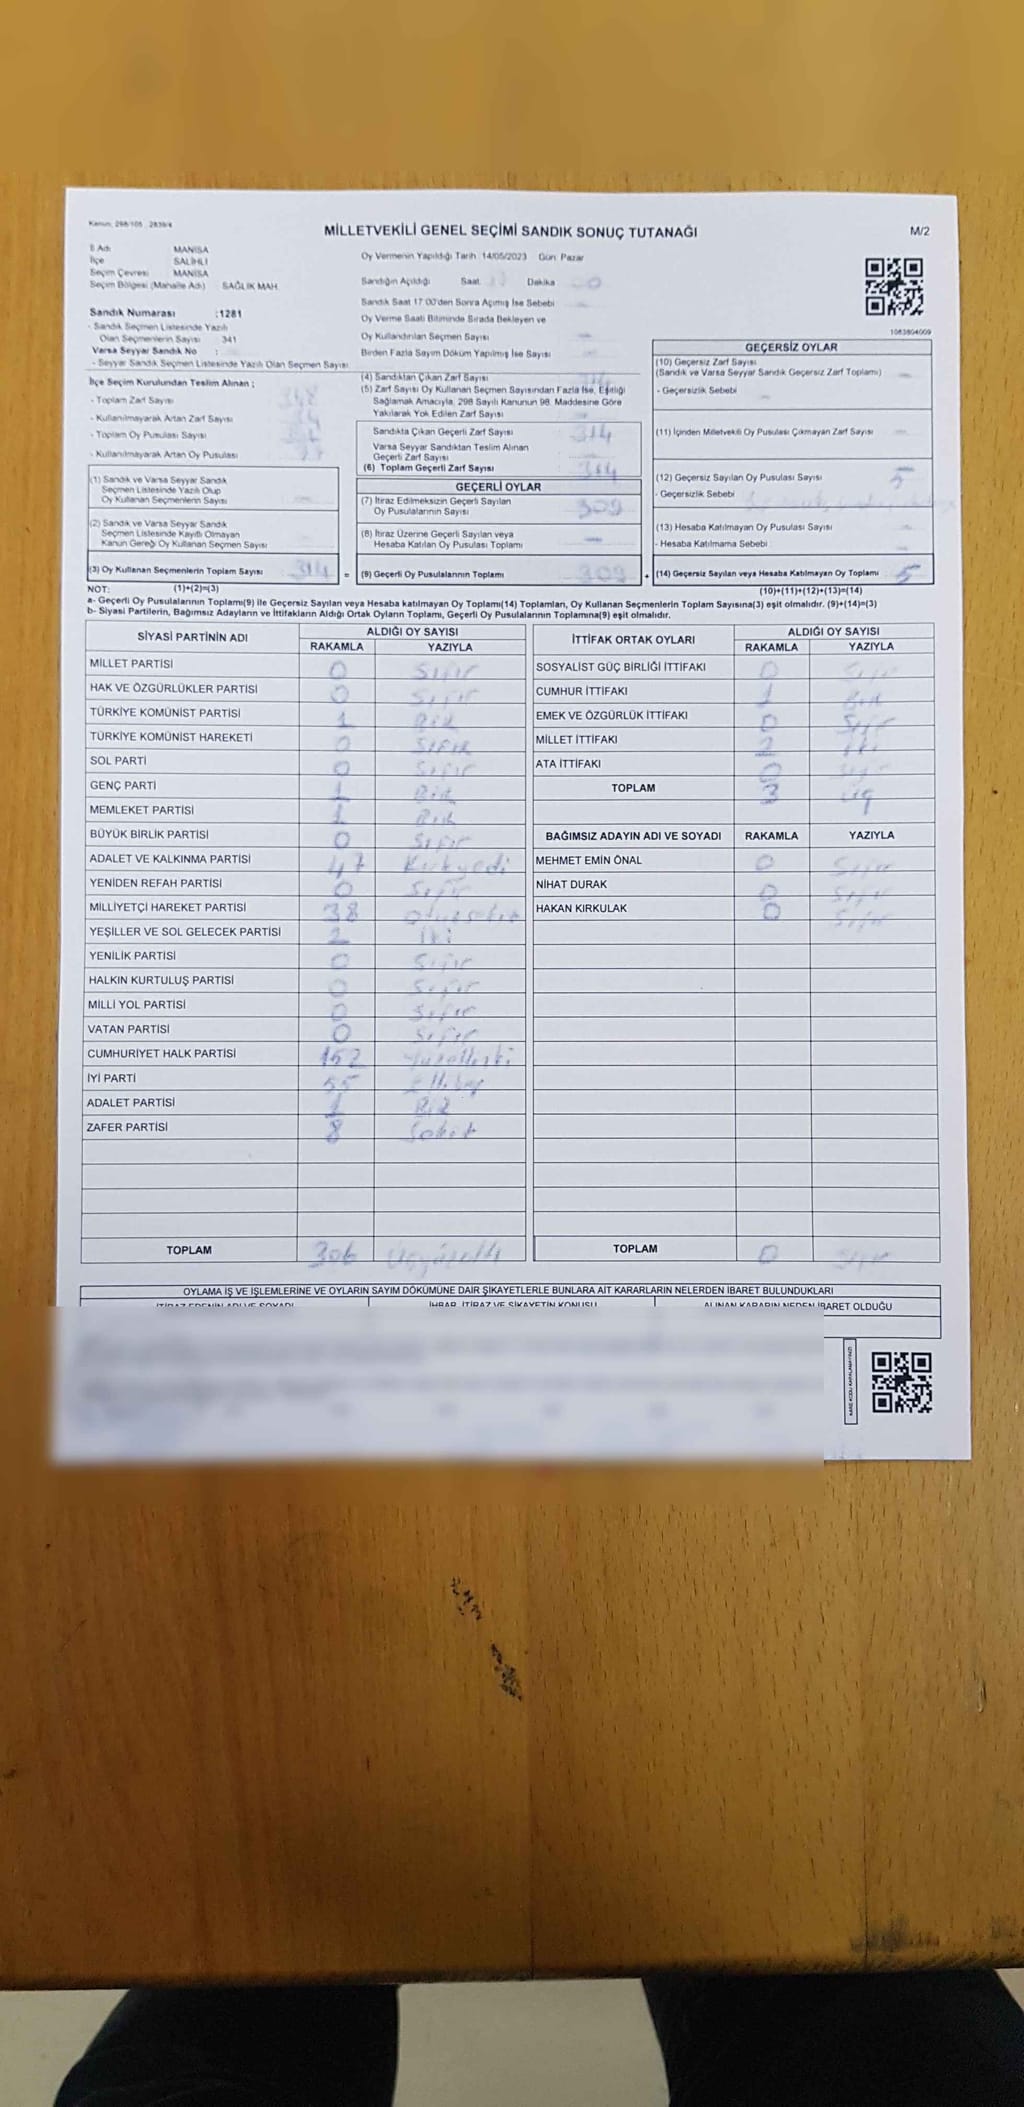 Kanun: 298/105 , 2839/4
MİLLETVEKİLİ GENEL SEÇİMİ SANDIK SONUÇ TUTANAĞI
M/2
İl Adı MANİSA
İlçe SALİHLİ
Seçim Çevresi MANİSA
Seçim Bölgesi (Mahalle Adı) SAĞLIK MAH.
Sandık Numarası :1281
- Sandık Seçmen Listesinde Yazılı
Olan Seçmenlerin Sayısı 341
Varsa Seyyar Sandık No :
- Seyyar Sandık Seçmen Listesinde Yazılı Olan Seçmen Sayısı
İlçe Seçim Kurulundan Teslim Alınan ;
- Toplam Zarf Sayısı 348
- Kullanılmayarak Artan Zarf Sayısı
- Toplam Oy Pusulası Sayısı
- Kullanılmayarak Artan Oy Pusulası
(1) Sandık ve Varsa Seyyar Sandık
Seçmen Listesinde Yazılı Olup
Oy Kullanan Seçmenlerin Sayısı
(2) Sandık ve Varsa Seyyar Sandık
Seçmen Listesinde Kayıtlı Olmayan
Kanun Gereği Oy Kullanan Seçmen Sayısı
(3) Oy Kullanan Seçmenlerin Toplam Sayısı 314 =
Oy Vermenin Yapıldığı Tarih 14/05/2023 Gün Pazar
Sandığın Açıldığı Saat Dakika
Sandık Saat 17:00'den Sonra Açımış İse Sebebi
Oy Verme Saati Bitiminde Sırada Bekleyen ve
Oy Kullandırılan Seçmen Sayısı
Birden Fazla Sayım Döküm Yapılmış İse Sayısı
(4) Sandıktan Çıkan Zarf Sayısı 314
(5) Zarf Sayısı Oy Kullanan Seçmen Sayısından Fazla İse, Eşitliği
Sağlamak Amacıyla, 298 Sayılı Kanunun 98. Maddesine Göre
Yakılarak Yok Edilen Zarf Sayısı
Sandıkta Çıkan Geçerli Zarf Sayısı 314
Varsa Seyyar Sandıktan Teslim Alınan
Geçerli Zarf Sayısı
(6) Toplam Geçerli Zarf Sayısı 314
GEÇERLİ OYLAR
(7) İtiraz Edilmeksizin Geçerli Sayılan
Oy Pusulalarının Sayısı 309
(8) İtiraz Üzerine Geçerli Sayılan veya
Hesaba Katılan Oy Pusulası Toplamı -
(9) Geçerli Oy Pusulalarının Toplamı 309 +
1083804009
GEÇERSİZ OYLAR
(10) Geçersiz Zarf Sayısı
(Sandık ve Varsa Seyyar Sandık Geçersiz Zarf Toplamı)
- Geçersizlik Sebebi
(11) İçinden Milletvekili Oy Pusulası Çıkmayan Zarf Sayısı
(12) Geçersiz Sayılan Oy Pusulası Sayısı 5
- Geçersizlik Sebebi
(13) Hesaba Katılmayan Oy Pusulası Sayısı
- Hesaba Katılmama Sebebi
(14) Geçersiz Sayılan veya Hesaba Katılmayan Oy Toplamı 5
NOT: (1)+(2)=(3) (10)+(11)+(12)+(13)=(14)
a- Geçerli Oy Pusulalarının Toplamı(9) ile Geçersiz Sayılan veya Hesaba katılmayan Oy Toplamı(14) Toplamları, Oy Kullanan Seçmenlerin Toplam Sayısına(3) eşit olmalıdır. (9)+(14)=(3)
b- Siyasi Partilerin, Bağımsız Adayların ve İttifakların Aldığı Ortak Oyların Toplamı, Geçerli Oy Pusulalarının Toplamına(9) eşit olmalıdır.
SİYASİ PARTİNİN ADI ALDIĞI OY SAYISI
RAKAMLA YAZIYLA
MİLLET PARTİSİ 0 Sıfır
HAK VE ÖZGÜRLÜKLER PARTİSİ 0 Sıfır
TÜRKİYE KOMÜNİST PARTİSİ 1 Bir
TÜRKİYE KOMÜNİST HAREKETİ 0 Sıfır
SOL PARTİ 0 Sıfır
GENÇ PARTİ 1 Bir
MEMLEKET PARTİSİ 1 Bir
BÜYÜK BİRLİK PARTİSİ 0 Sıfır
ADALET VE KALKINMA PARTİSİ 47 Kırkyedi
YENİDEN REFAH PARTİSİ 0 Sıfır
MİLLİYETÇİ HAREKET PARTİSİ 38 Otuzsekiz
YEŞİLLER VE SOL GELECEK PARTİSİ 2 İki
YENİLİK PARTİSİ 0 Sıfır
HALKIN KURTULUŞ PARTİSİ 0 Sıfır
MİLLİ YOL PARTİSİ 0 Sıfır
VATAN PARTİSİ 0 Sıfır
CUMHURİYET HALK PARTİSİ 152 Yüzelliiki
İYİ PARTİ 55 Ellibeş
ADALET PARTİSİ 1 Bir
ZAFER PARTİSİ 8 Sekiz
TOPLAM 306 Üçyüzaltı
İTTİFAK ORTAK OYLARI ALDIĞI OY SAYISI
RAKAMLA YAZIYLA
SOSYALİST GÜÇ BİRLİĞİ İTTİFAKI 0 Sıfır
CUMHUR İTTİFAKI 1 Bir
EMEK VE ÖZGÜRLÜK İTTİFAKI 0 Sıfır
MİLLET İTTİFAKI 2 İki
ATA İTTİFAKI 0 Sıfır
TOPLAM 3 Üç
BAĞIMSIZ ADAYIN ADI VE SOYADI RAKAMLA YAZIYLA
MEHMET EMİN ÖNAL 0 Sıfır
NİHAT DURAK 0 Sıfır
HAKAN KIRKULAK 0 Sıfır
TOPLAM 0 Sıfır
OYLAMA İŞ VE İŞLEMLERİNE VE OYLARIN SAYIM DÖKÜMÜNE DAİR ŞİKAYETLERLE BUNLARA AİT KARARLARIN NELERDEN İBARET BULUNDUKLARI
İTİRAZ EDENİN ADI VE SOYADI İHBAR, İTİRAZ VE ŞİKAYETİN KONUSU ALINAN KARARIN NEDEN İBARET OLDUĞU